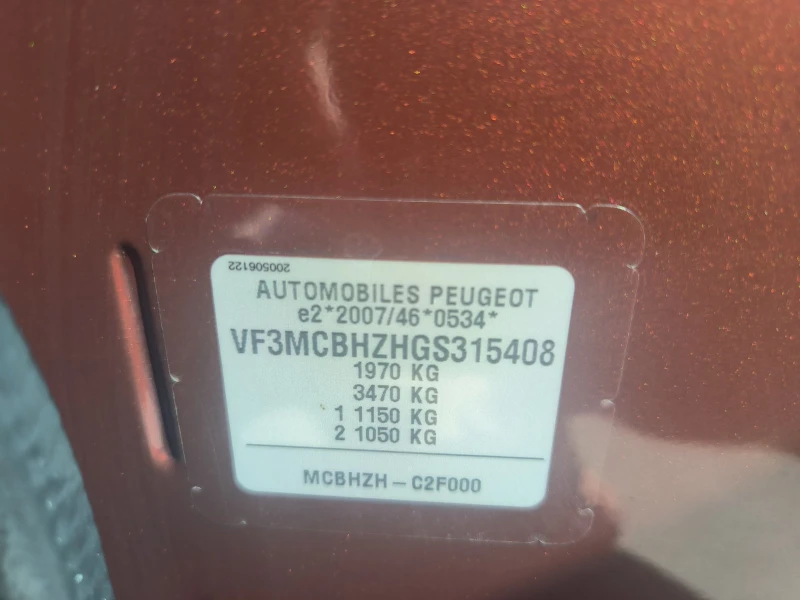 200506122
AUTOMOBILES PEUGEOT
e2*2007/46*0534*
VF3MCBHZHGS315408
1970 KG
3470 KG
1 1150 KG
2 1050 KG
MCBHZH – C2F000